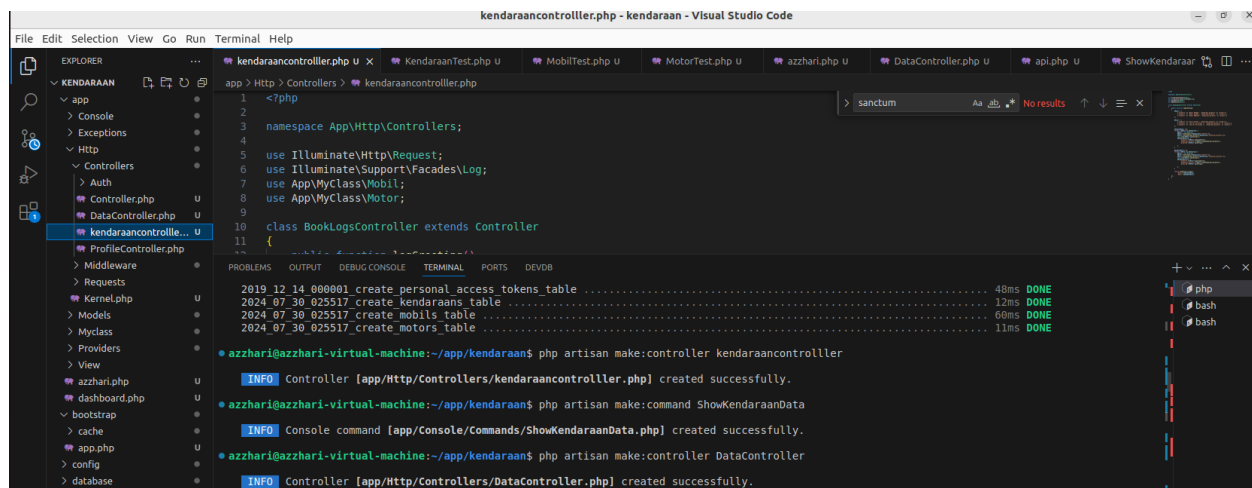 kendaraancontrolller.php - kendaraan - Visual Studio Code
File Edit Selection View Go Run Terminal Help
EXPLORER
KENDARAAN
app
Console
Exceptions
Http
Controllers
Auth
Controller.php U
DataController.php U
kendaraancontrolle... U
ProfileController.php
Middleware
Requests
Kernel.php U
Models
Myclass
Providers
View
azzhari.php U
dashboard.php U
bootstrap
cache
app.php U
config
database
1
kendaraancontrolller.php U KendaraanTest.php U MobilTest.php U MotorTest.php U azzhari.php U DataController.php U api.php U ShowKendaraar
app > Http > Controllers > kendaraancontrolller.php
sanctum Aa ab .* No results
1 <?php
2
3 namespace App\Http\Controllers;
4
5 use Illuminate\Http\Request;
6 use Illuminate\Support\Facades\Log;
7 use App\MyClass\Mobil;
8 use App\MyClass\Motor;
9
10 class BookLogsController extends Controller
11 {
PROBLEMS OUTPUT DEBUG CONSOLE TERMINAL PORTS DEVDB
2019_12_14_000001_create_personal_access_tokens_table 48ms DONE
2024_07_30_025517_create_kendaraans_table 12ms DONE
2024_07_30_025517_create_mobils_table 60ms DONE
2024_07_30_025517_create_motors_table 11ms DONE
azzhari@azzhari-virtual-machine:~/app/kendaraan$ php artisan make:controller kendaraancontrolller
INFO Controller [app/Http/Controllers/kendaraancontrolller.php] created successfully.
azzhari@azzhari-virtual-machine:~/app/kendaraan$ php artisan make:command ShowKendaraanData
INFO Console command [app/Console/Commands/ShowKendaraanData.php] created successfully.
azzhari@azzhari-virtual-machine:~/app/kendaraan$ php artisan make:controller DataController
INFO Controller [app/Http/Controllers/DataController.php] created successfully.
php
bash
bash